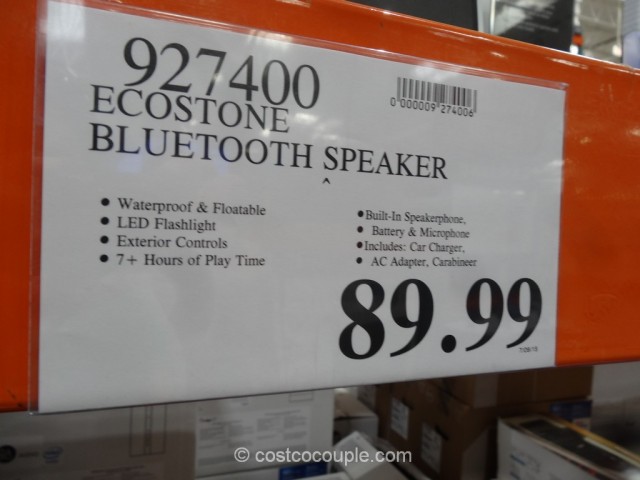 927400
0 000009 274006
ECOSTONE
BLUETOOTH SPEAKER
• Waterproof & Floatable
• LED Flashlight
• Exterior Controls
• 7+ Hours of Play Time
• Built-In Speakerphone,
• Battery & Microphone
• Includes: Car Charger,
• AC Adapter, Carabineer
89.99
© costcocouple.com